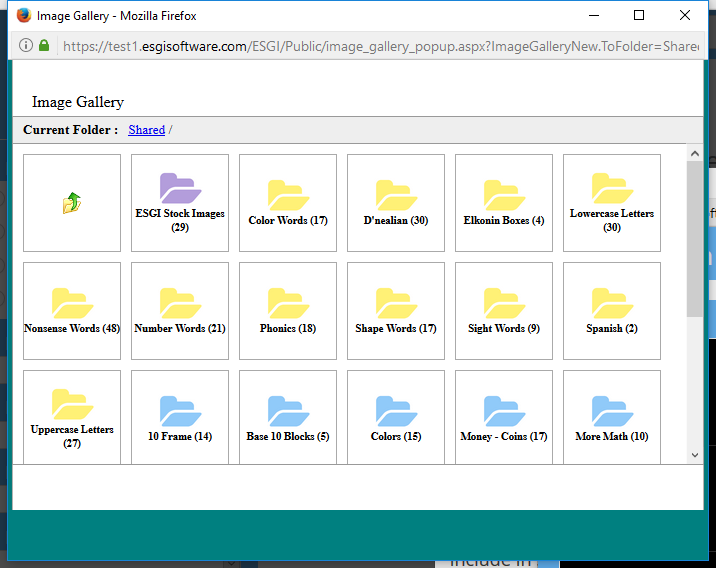 Image Gallery - Mozilla Firefox
https://test1.esgisoftware.com/ESGI/Public/image_gallery_popup.aspx?ImageGalleryNew.ToFolder=Share
Image Gallery
Current Folder : Shared /
ESGI Stock Images
(29)
Color Words (17)
D'nealian (30)
Elkonin Boxes (4)
Lowercase Letters
(30)
Nonsense Words (48)
Number Words (21)
Phonics (18)
Shape Words (17)
Sight Words (9)
Spanish (2)
Uppercase Letters
(27)
10 Frame (14)
Base 10 Blocks (5)
Colors (15)
Money - Coins (17)
More Math (10)
include in